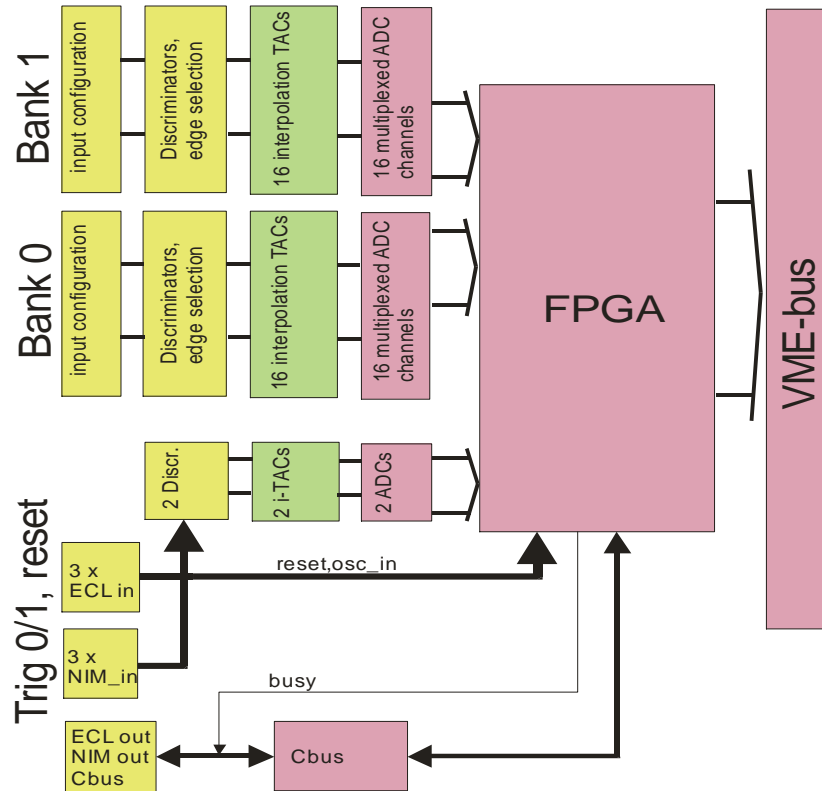 Bank 1
input configuration
Discriminators,
edge selection
16 interpolation TACs
16 multiplexed ADC
channels
Bank 0
input configuration
Discriminators,
edge selection
16 interpolation TACs
16 multiplexed ADC
channels
FPGA
VME-bus
Trig 0/1, reset
2 Discr.
2 i-TACs
2 ADCs
3 x
ECL in
reset,osc_in
3 x
NIM_in
busy
ECL out
NIM out
Cbus
Cbus